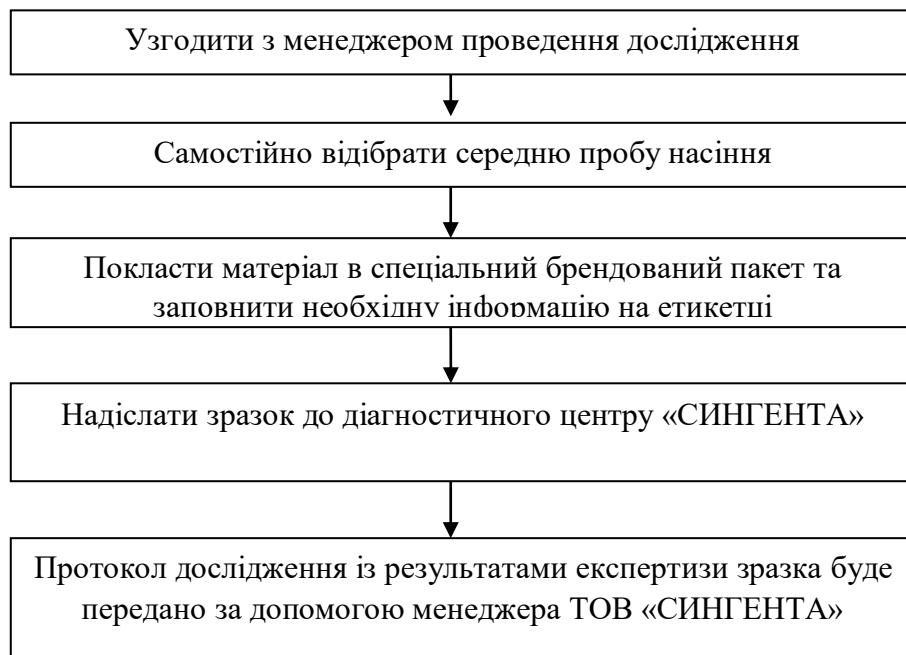 Узгодити з менеджером проведення дослідження
Самостійно відібрати середню пробу насіння
Покласти матеріал в спеціальний брендований пакет та
заповнити необхідну інформацію на етикетці
Надіслати зразок до діагностичного центру «СИНГЕНТА»
Протокол дослідження із результатами експертизи зразка буде
передано за допомогою менеджера ТОВ «СИНГЕНТА»